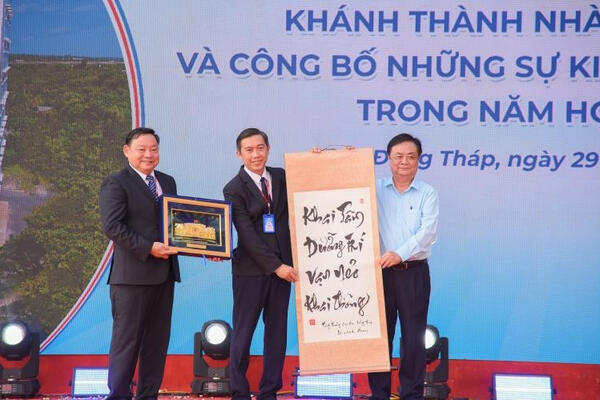 KHÁNH THÀNH NHÀ
VÀ CÔNG BỐ NHỮNG SỰ KI
TRONG NĂM HO
Đồng Tháp, ngày 29
Khai Tâm
Dưỡng Trí
Vạn Nẻo
Khai Thông